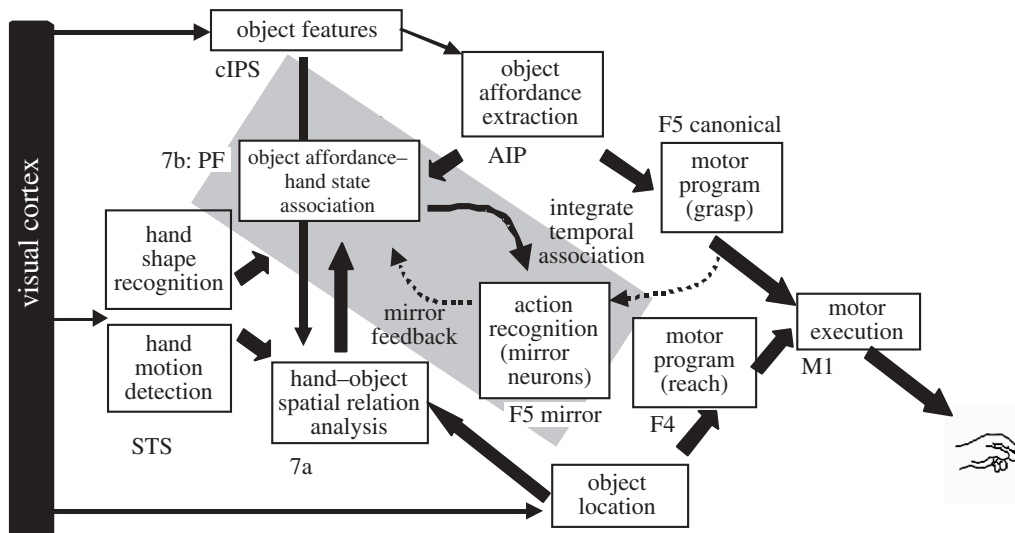 visual cortex
object features
cIPS
object
affordance
extraction
AIP
F5 canonical
motor
program
(grasp)
7b: PF
object affordance–
hand state
association
integrate
temporal
association
hand
shape
recognition
mirror
feedback
action
recognition
(mirror
neurons)
F5 mirror
motor
program
(reach)
F4
motor
execution
M1
hand
motion
detection
STS
hand–object
spatial relation
analysis
7a
object
location